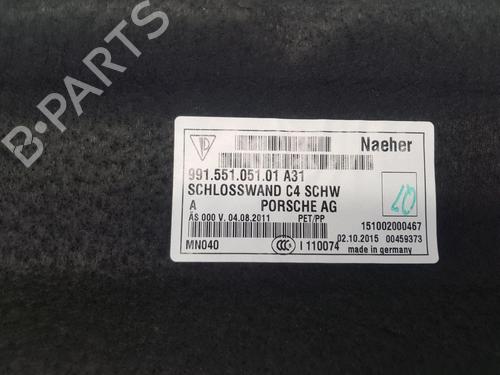 B-PARTS
Naeher
991.551.051.01 A31
SCHLOSSWAND C4 SCHW
A PORSCHE AG
ÄS 000 V. 04.08.2011 PET/PP
151002000467
MN040 I 110074 02.10.2015 00459373
made in germany